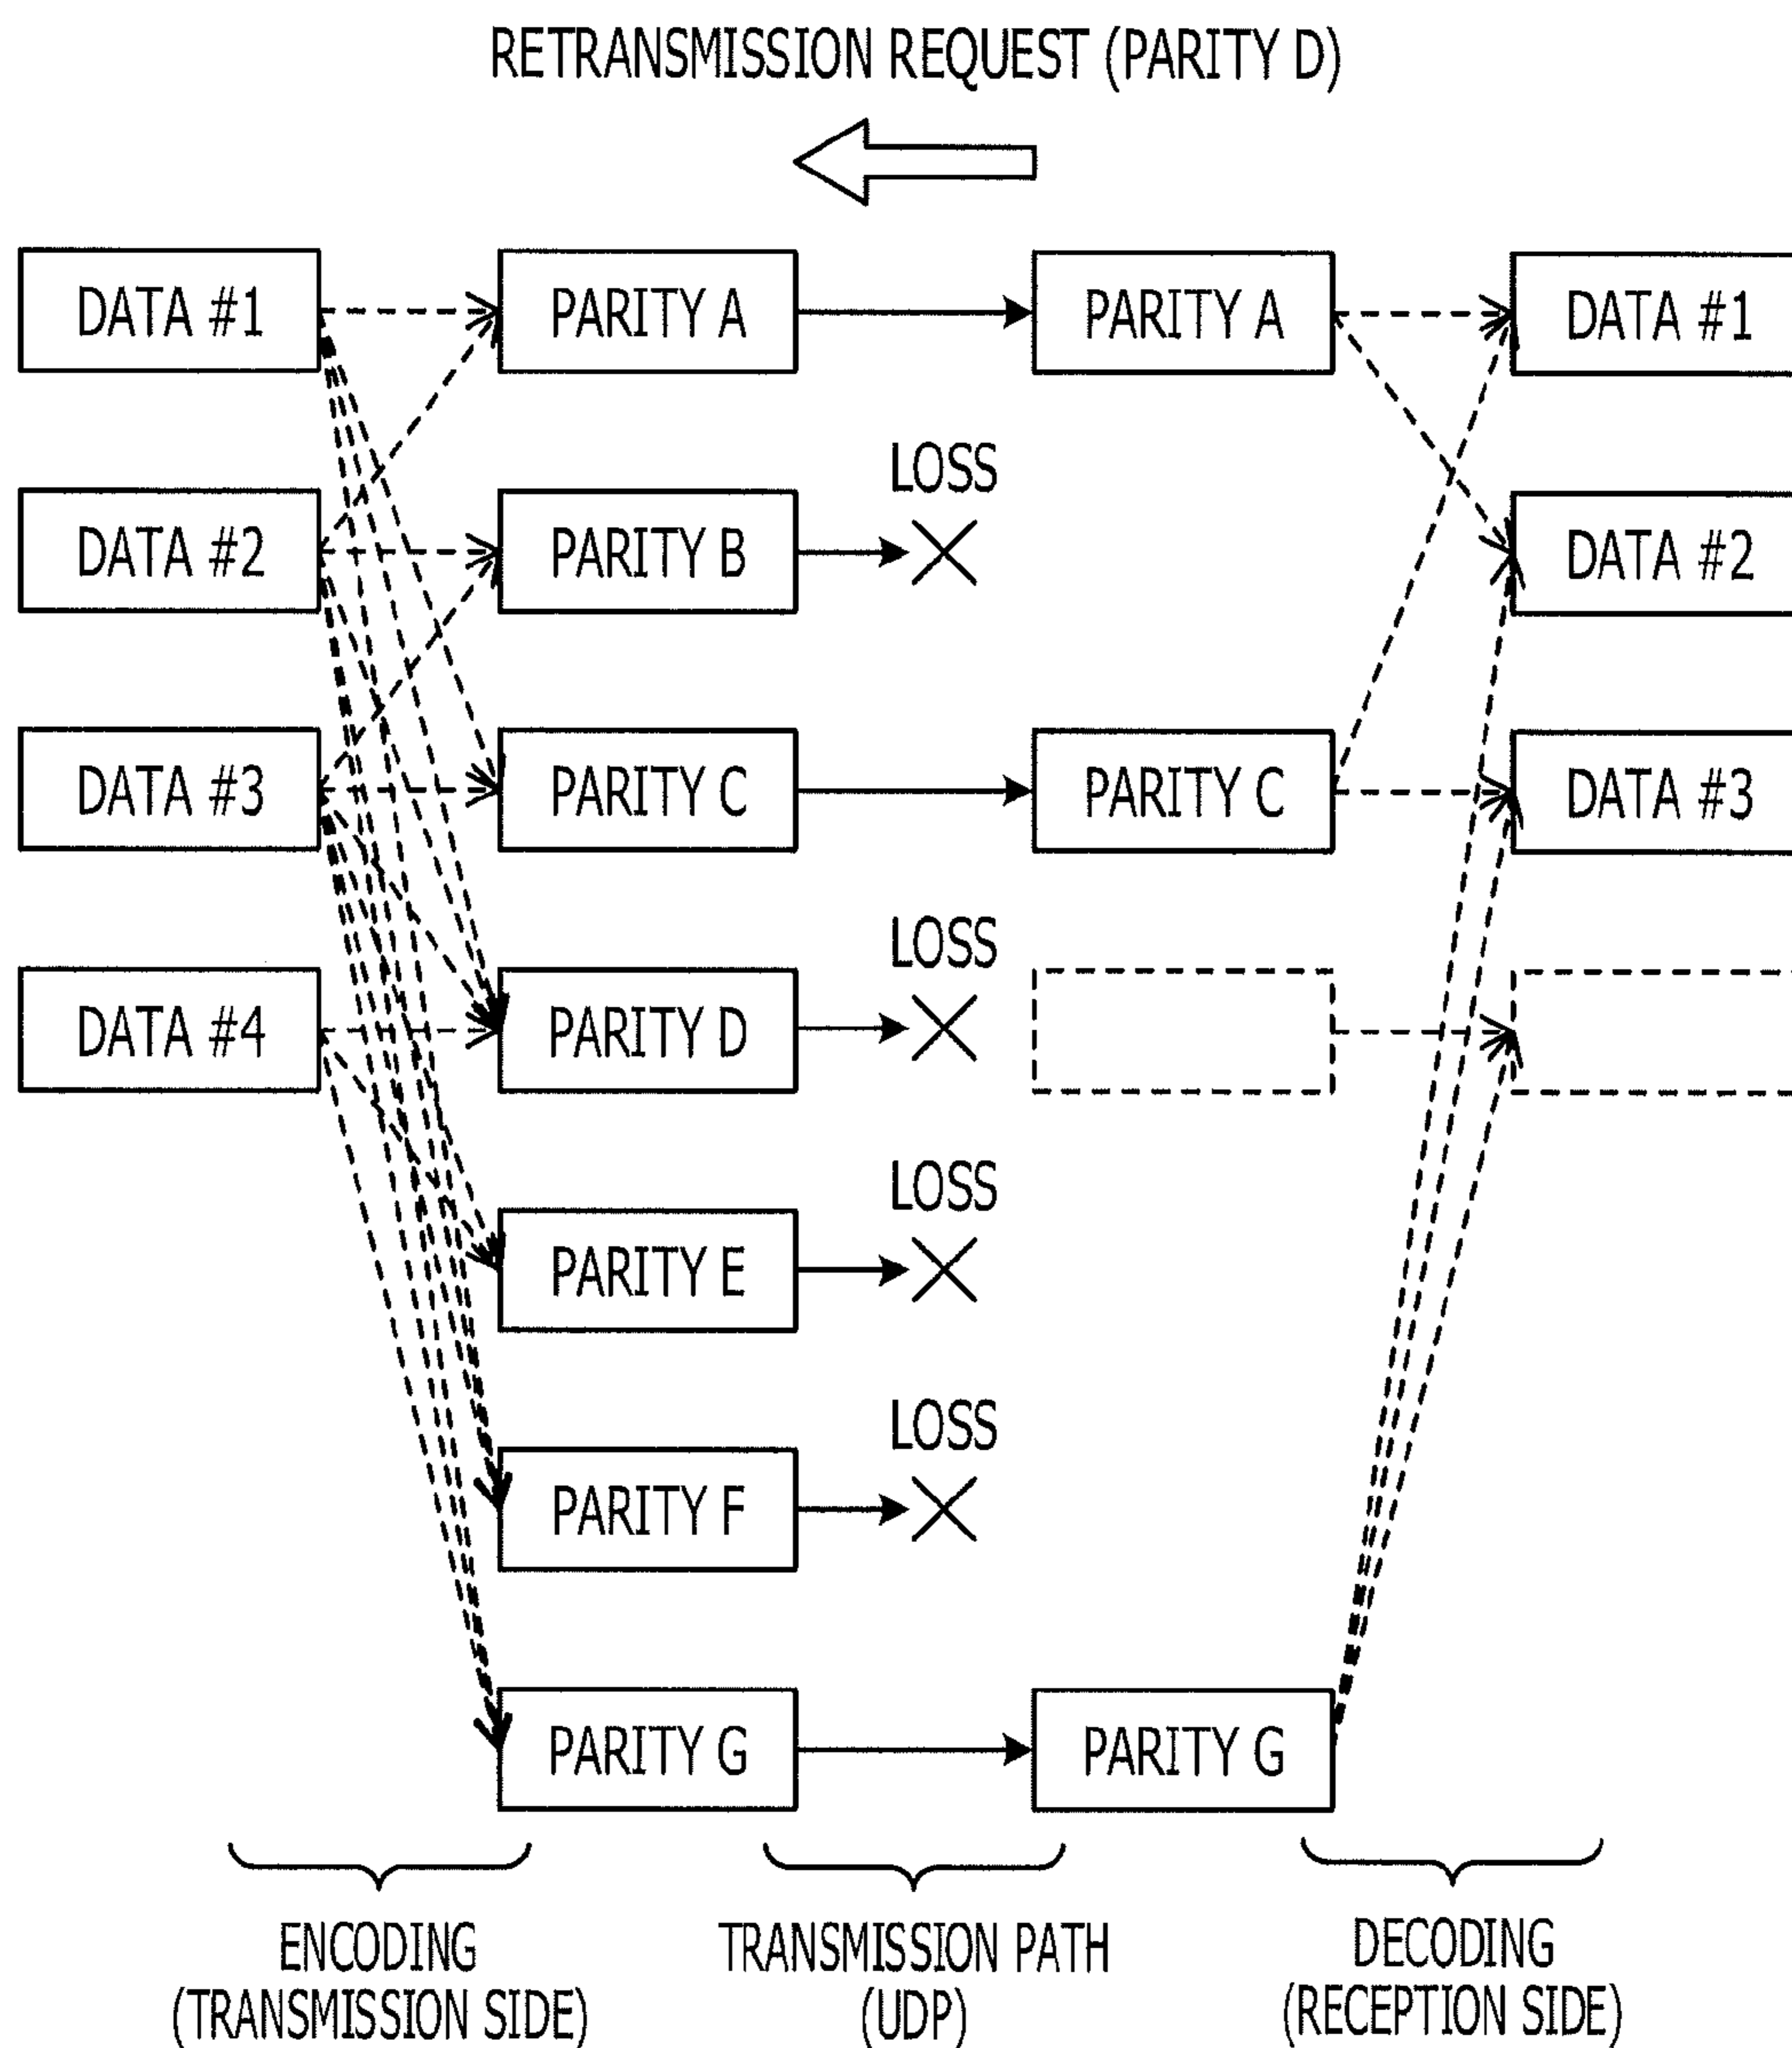 RETRANSMISSION REQUEST (PARITY D)
DATA #1
PARITY A
PARITY A
DATA #1
LOSS
DATA #2
PARITY B
DATA #2
DATA #3
PARITY C
PARITY C
DATA #3
LOSS
DATA #4
PARITY D
LOSS
PARITY E
LOSS
PARITY F
PARITY G
PARITY G
ENCODING
(TRANSMISSION SIDE)
TRANSMISSION PATH
(UDP)
DECODING
(RECEPTION SIDE)